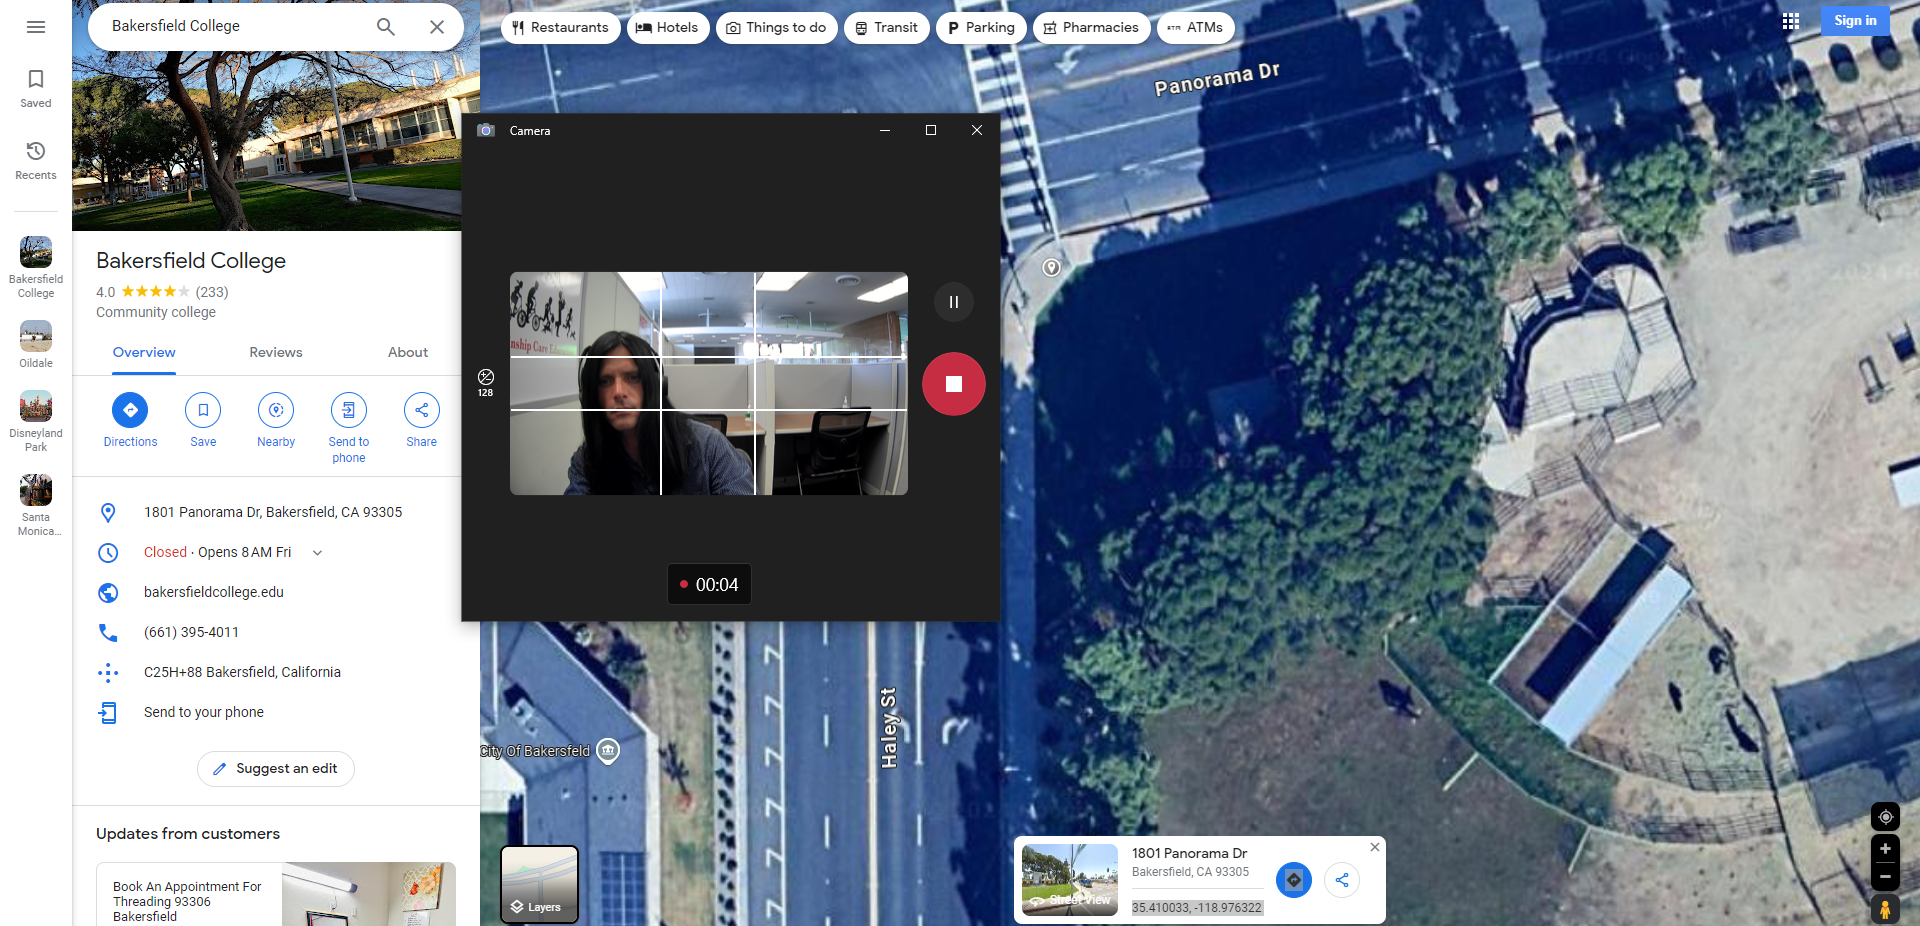 Bakersfield College
Restaurants
Hotels
Things to do
Transit
Parking
Pharmacies
ATMs
Sign in
Saved
Recents
Bakersfield
College
Oildale
Disneyland
Park
Santa
Monica...
Bakersfield College
4.0 (233)
Community college
Overview
Reviews
About
Directions
Save
Nearby
Send to
phone
Share
1801 Panorama Dr, Bakersfield, CA 93305
Closed · Opens 8 AM Fri
bakersfieldcollege.edu
(661) 395-4011
C25H+88 Bakersfield, California
Send to your phone
Suggest an edit
Updates from customers
Book An Appointment For
Threading 93306
Bakersfield
Camera
128
nship Care
00:04
Panorama Dr
Haley St
City Of Bakersfeld
Layers
Street View
1801 Panorama Dr
Bakersfield, CA 93305
35.410033, -118.976322